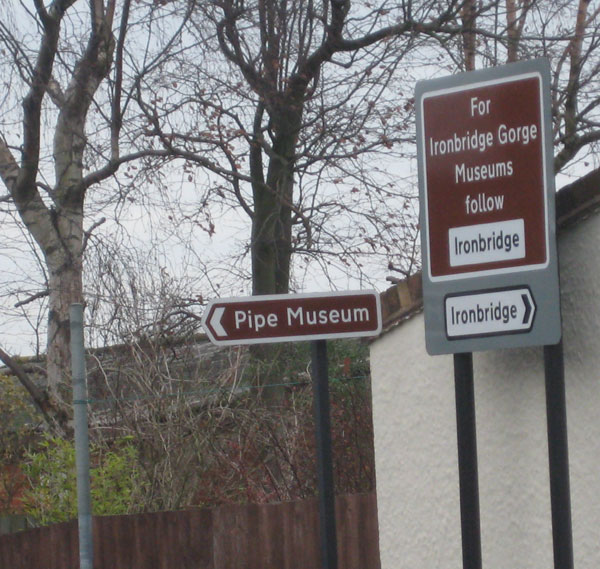 For
Ironbridge Gorge
Museums
follow
Ironbridge
Ironbridge
Pipe Museum